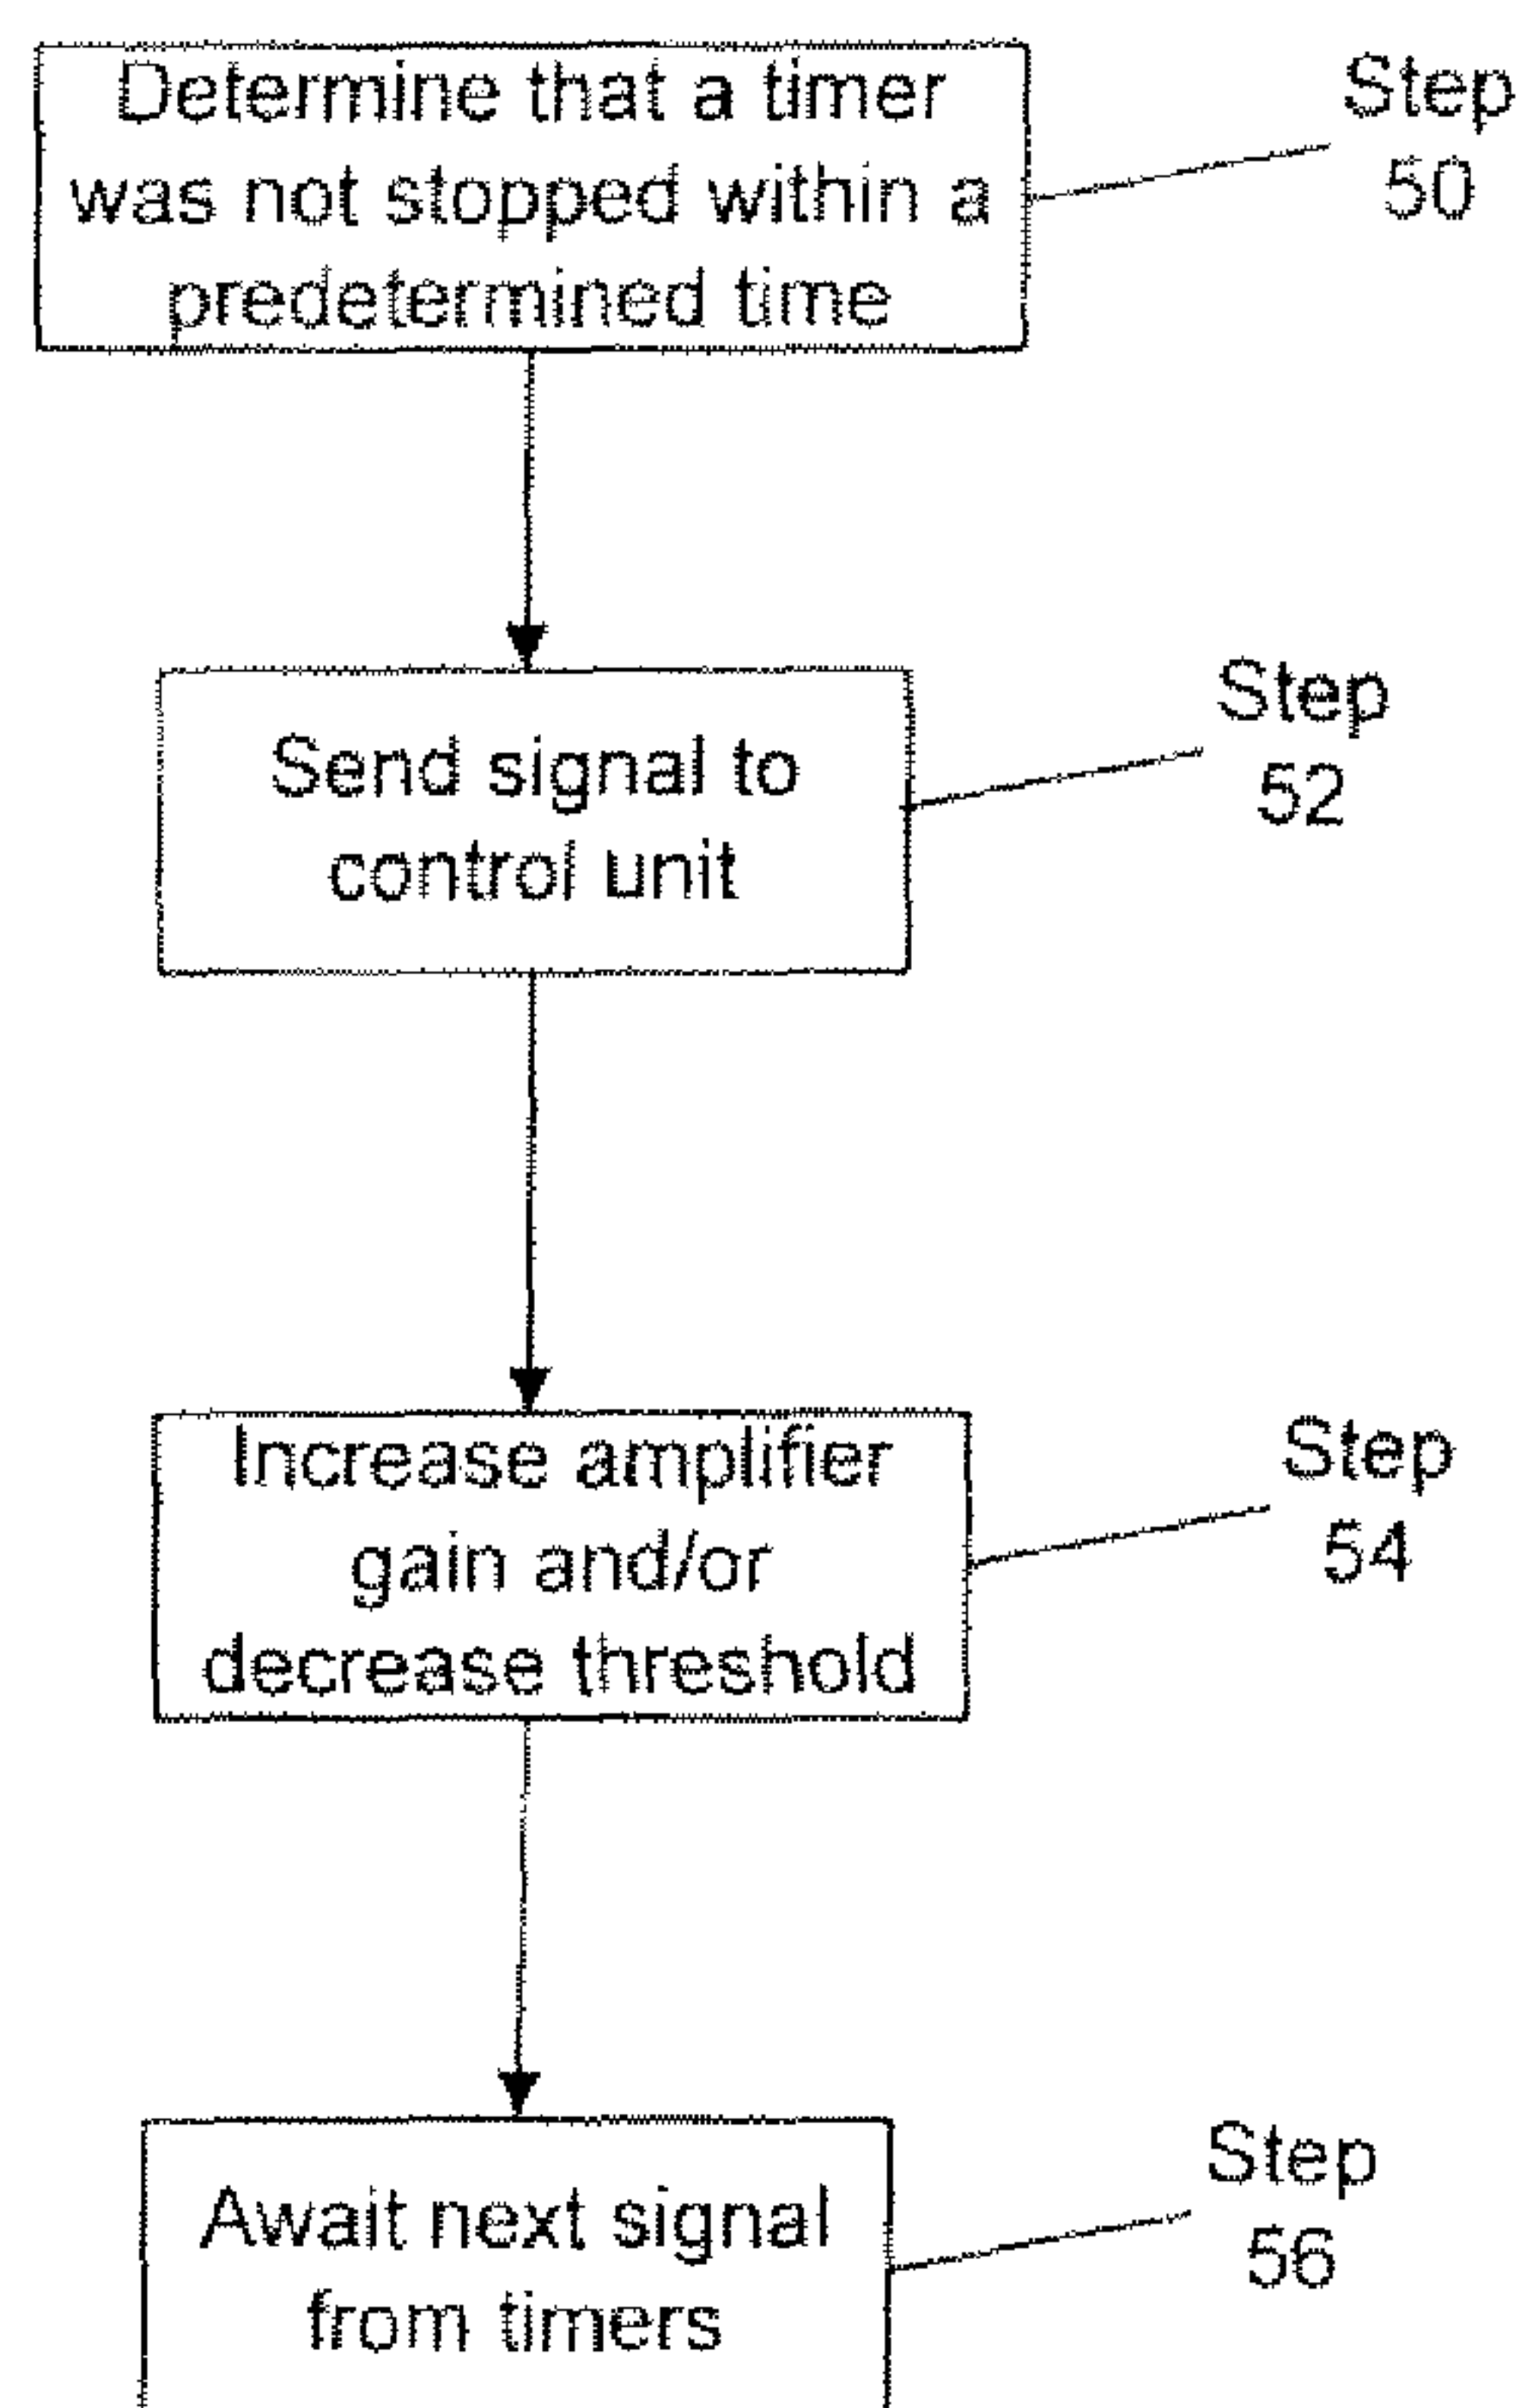 Determine that a timer
was not stopped within a
predetermined time
Step
50
Send signal to
control unit
Step
52
Increase amplifier
gain and/or
decrease threshold
Step
54
Await next signal
from timers
Step
56